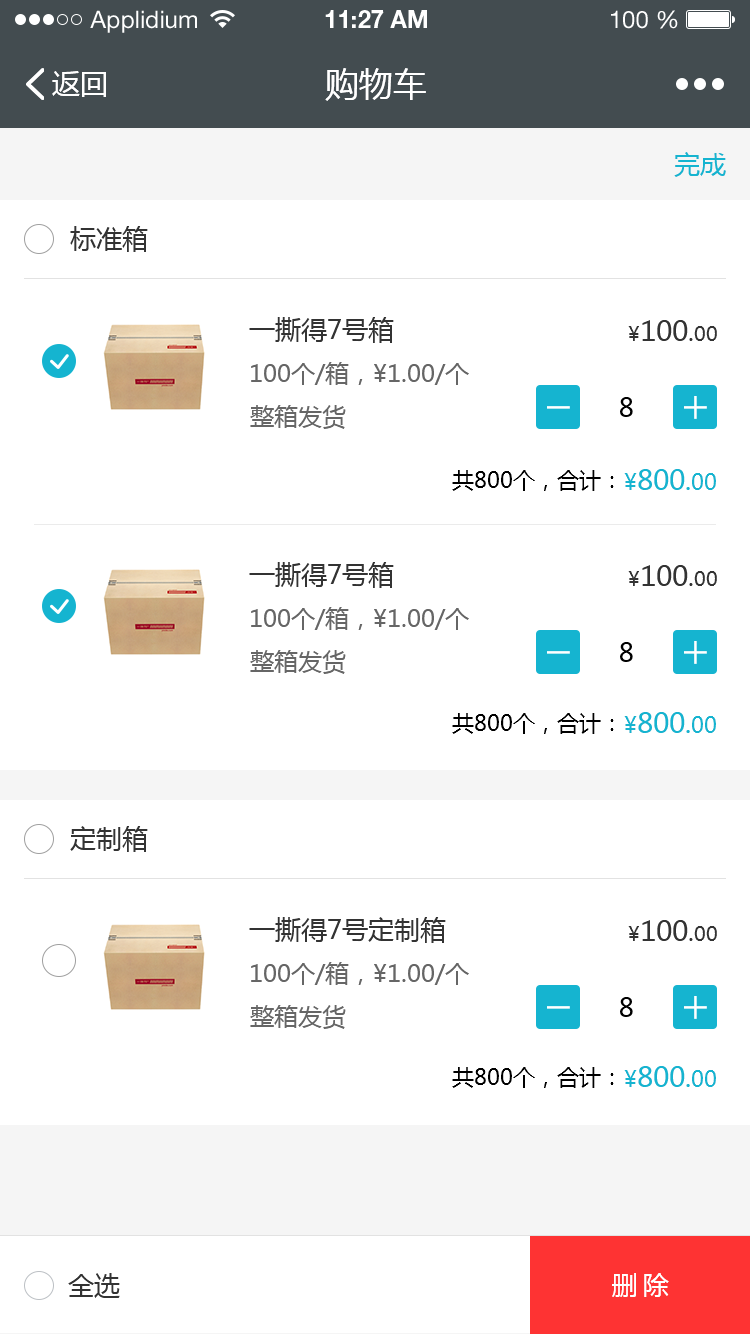 Applidium 11:27 AM 100 %
返回 购物车
完成
标准箱
一撕得7号箱 ¥100.00
100个/箱，¥1.00/个
8
整箱发货
共800个，合计：¥800.00
一撕得7号箱 ¥100.00
100个/箱，¥1.00/个
8
整箱发货
共800个，合计：¥800.00
定制箱
一撕得7号定制箱 ¥100.00
100个/箱，¥1.00/个
8
整箱发货
共800个，合计：¥800.00
全选 删除